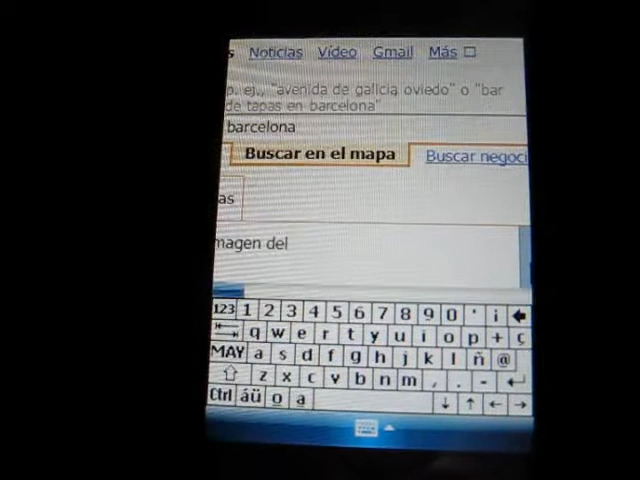 s Noticias Vídeo Gmail Más
p. ej., "avenida de galicia oviedo" o "bar
de tapas en barcelona"
barcelona
Buscar en el mapa Buscar negoci
as
magen del
123 1 2 3 4 5 6 7 8 9 0 ' ¡
q w e r t y u i o p + ç
MAY a s d f g h j k l ñ @
z x c v b n m , . -
Ctrl áü o a ↓ ↑ ← →